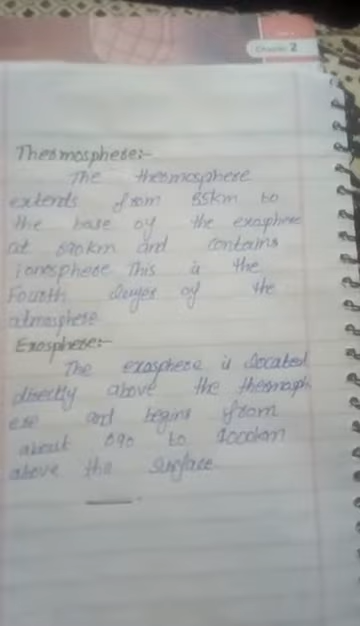 Chapter 2
Thermosphere:-
The thermosphere
extends from 85km to
the base of the exosphere
at 690km and contains
ionosphere This is the
Fourth layer of the
atmosphere
Exosphere:-
The exosphere is located
directly above the thermosph
ere and begins from
about 690 to 1000km
above the surface